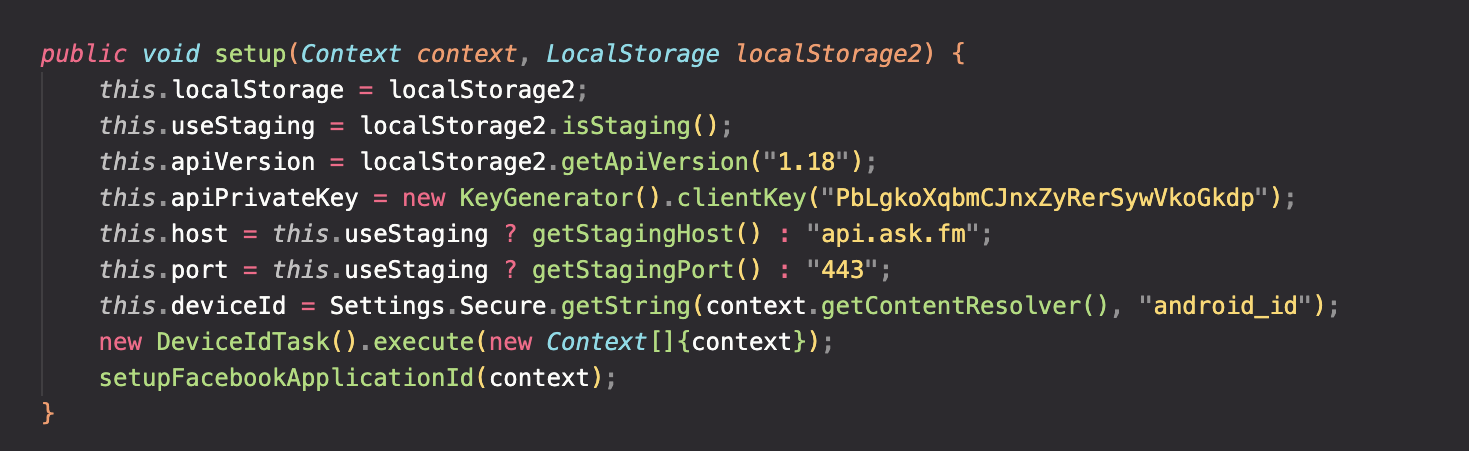 public void setup(Context context, LocalStorage localStorage2) {
    this.localStorage = localStorage2;
    this.useStaging = localStorage2.isStaging();
    this.apiVersion = localStorage2.getApiVersion("1.18");
    this.apiPrivateKey = new KeyGenerator().clientKey("PbLgkoXqbmCJnxZyRerSywVkoGkdp");
    this.host = this.useStaging ? getStagingHost() : "api.ask.fm";
    this.port = this.useStaging ? getStagingPort() : "443";
    this.deviceId = Settings.Secure.getString(context.getContentResolver(), "android_id");
    new DeviceIdTask().execute(new Context[]{context});
    setupFacebookApplicationId(context);
}